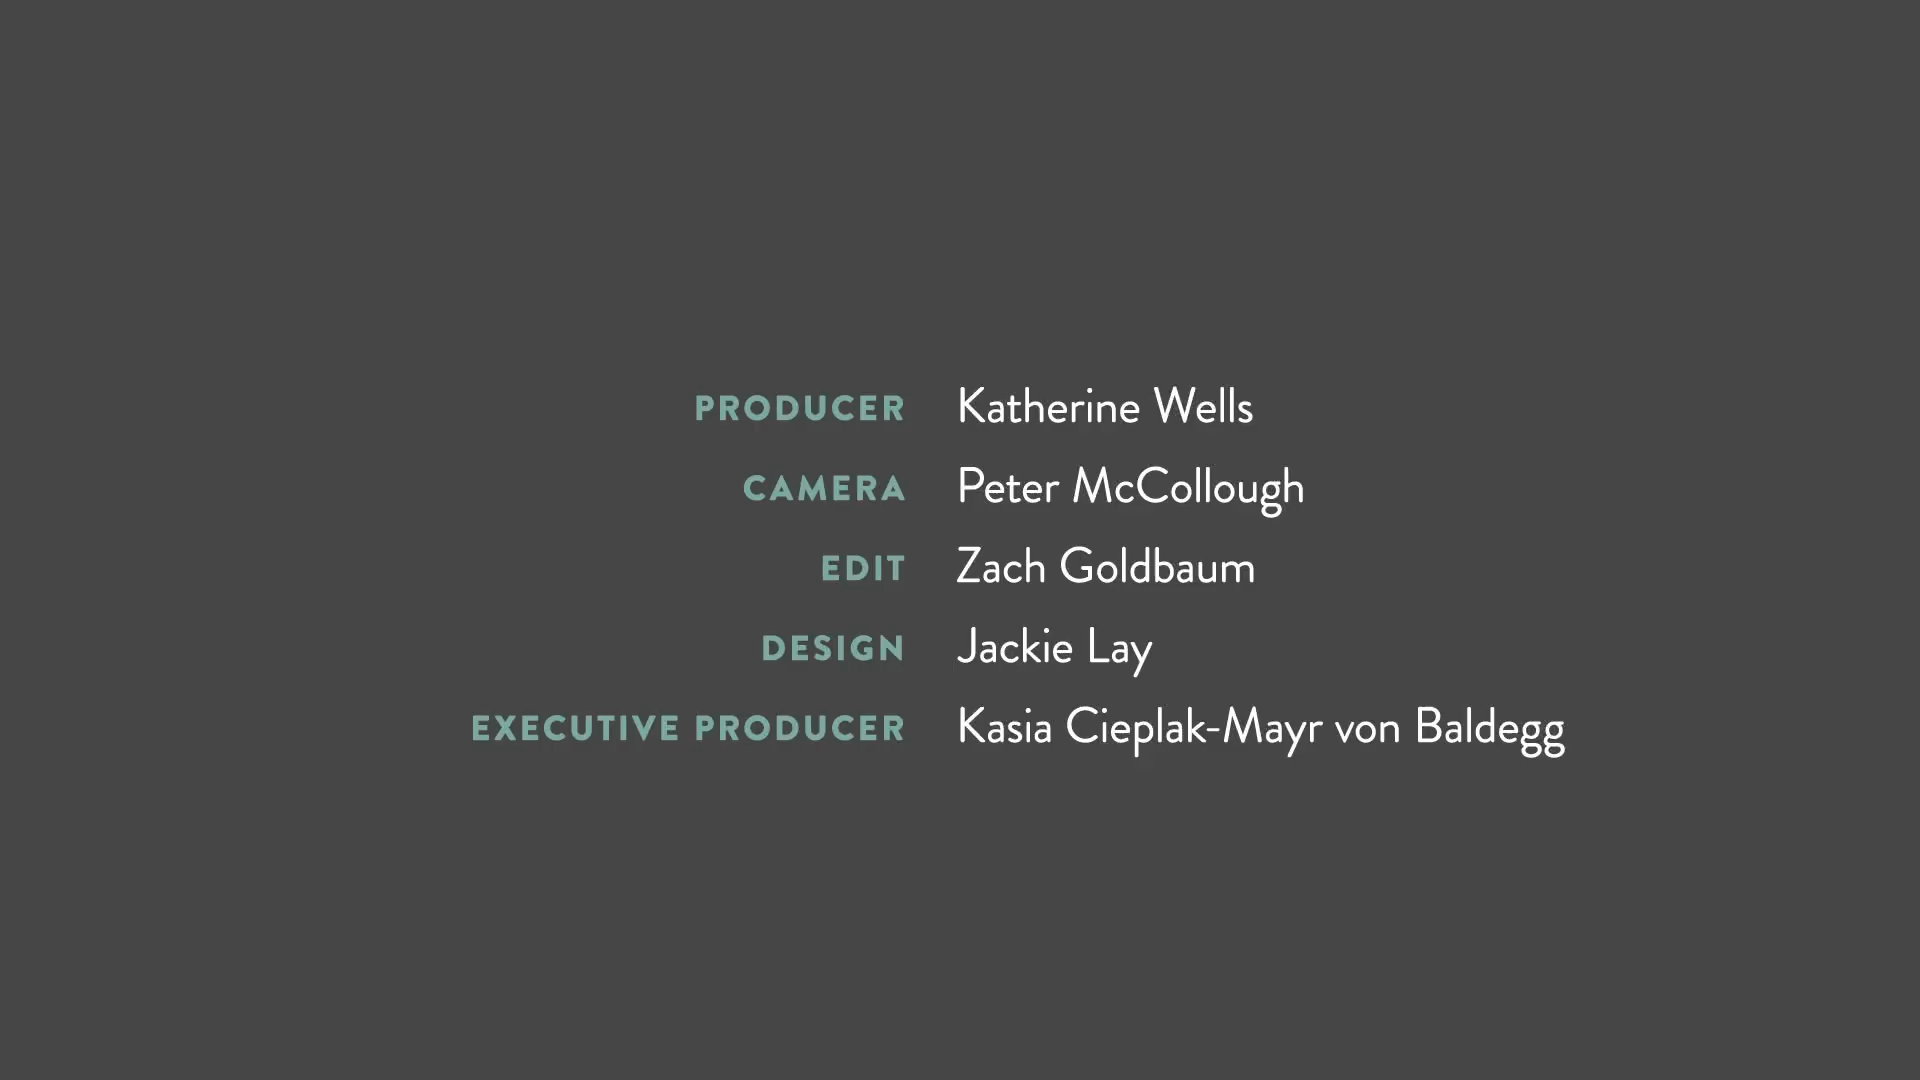 PRODUCER Katherine Wells
CAMERA Peter McCollough
EDIT Zach Goldbaum
DESIGN Jackie Lay
EXECUTIVE PRODUCER Kasia Cieplak-Mayr von Baldegg